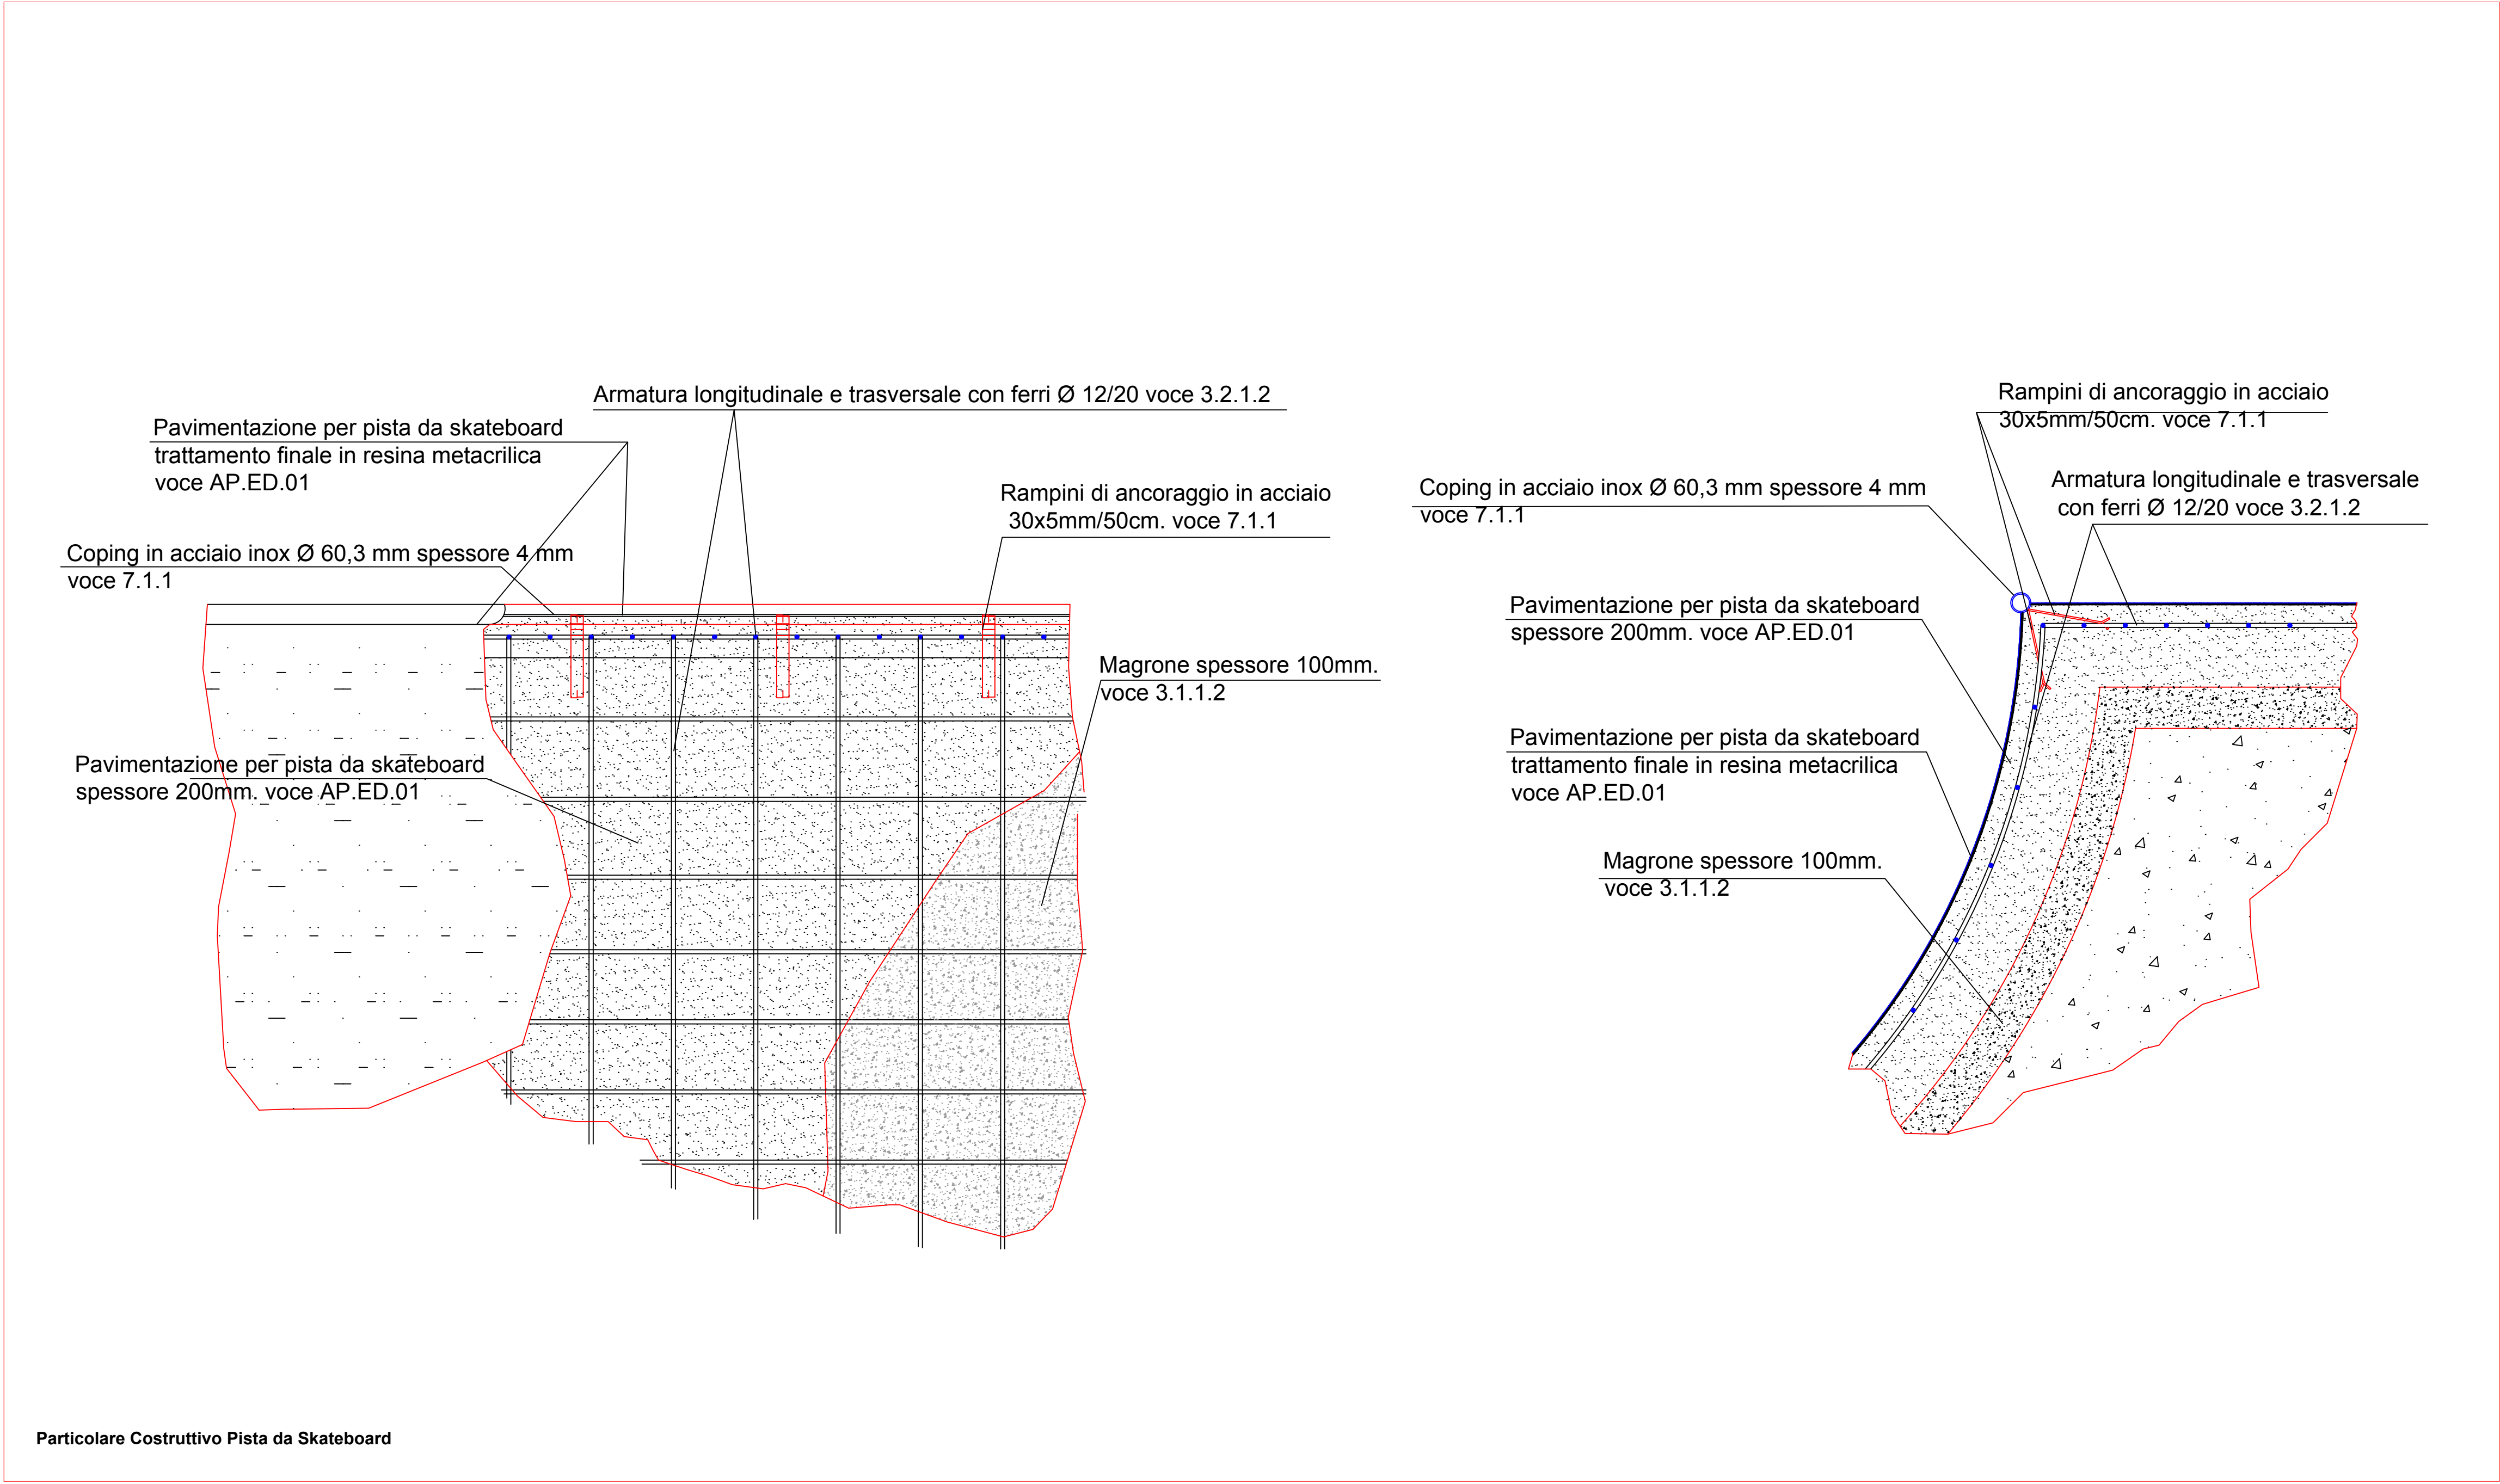 Armatura longitudinale e trasversale con ferri Ø 12/20 voce 3.2.1.2
Pavimentazione per pista da skateboard
trattamento finale in resina metacrilica
voce AP.ED.01
Rampini di ancoraggio in acciaio
30x5mm/50cm. voce 7.1.1
Coping in acciaio inox Ø 60,3 mm spessore 4 mm
voce 7.1.1
Magrone spessore 100mm.
voce 3.1.1.2
Pavimentazione per pista da skateboard
spessore 200mm. voce AP.ED.01
Rampini di ancoraggio in acciaio
30x5mm/50cm. voce 7.1.1
Armatura longitudinale e trasversale
con ferri Ø 12/20 voce 3.2.1.2
Coping in acciaio inox Ø 60,3 mm spessore 4 mm
voce 7.1.1
Pavimentazione per pista da skateboard
spessore 200mm. voce AP.ED.01
Pavimentazione per pista da skateboard
trattamento finale in resina metacrilica
voce AP.ED.01
Magrone spessore 100mm.
voce 3.1.1.2
Particolare Costruttivo Pista da Skateboard